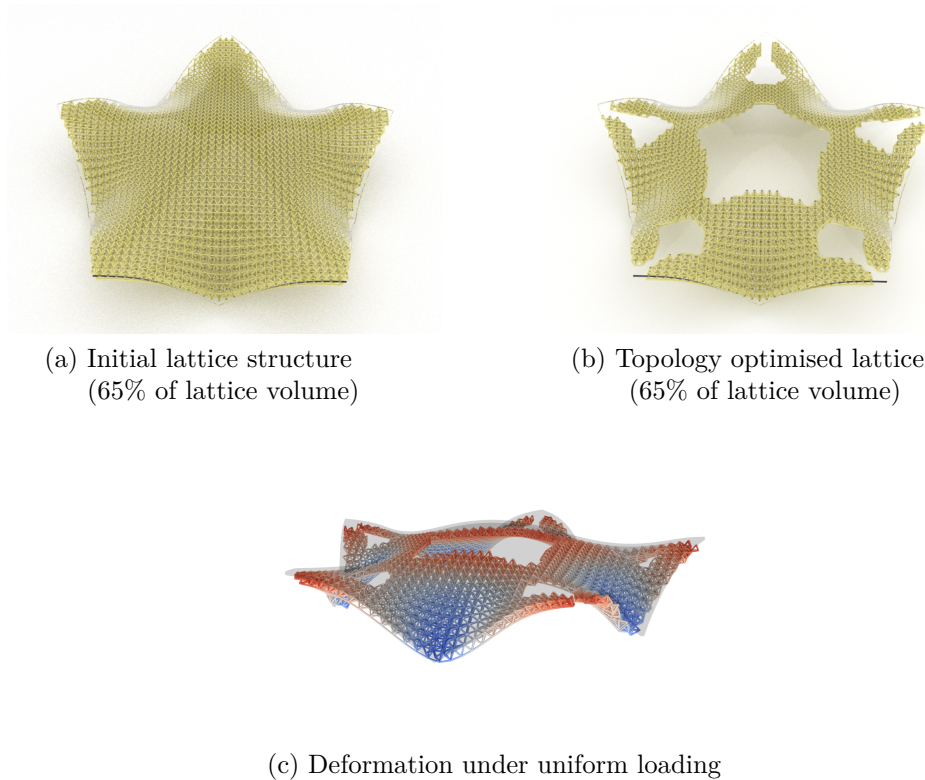 (a) Initial lattice structure
(65% of lattice volume)
(b) Topology optimised lattice
(65% of lattice volume)
(c) Deformation under uniform loading